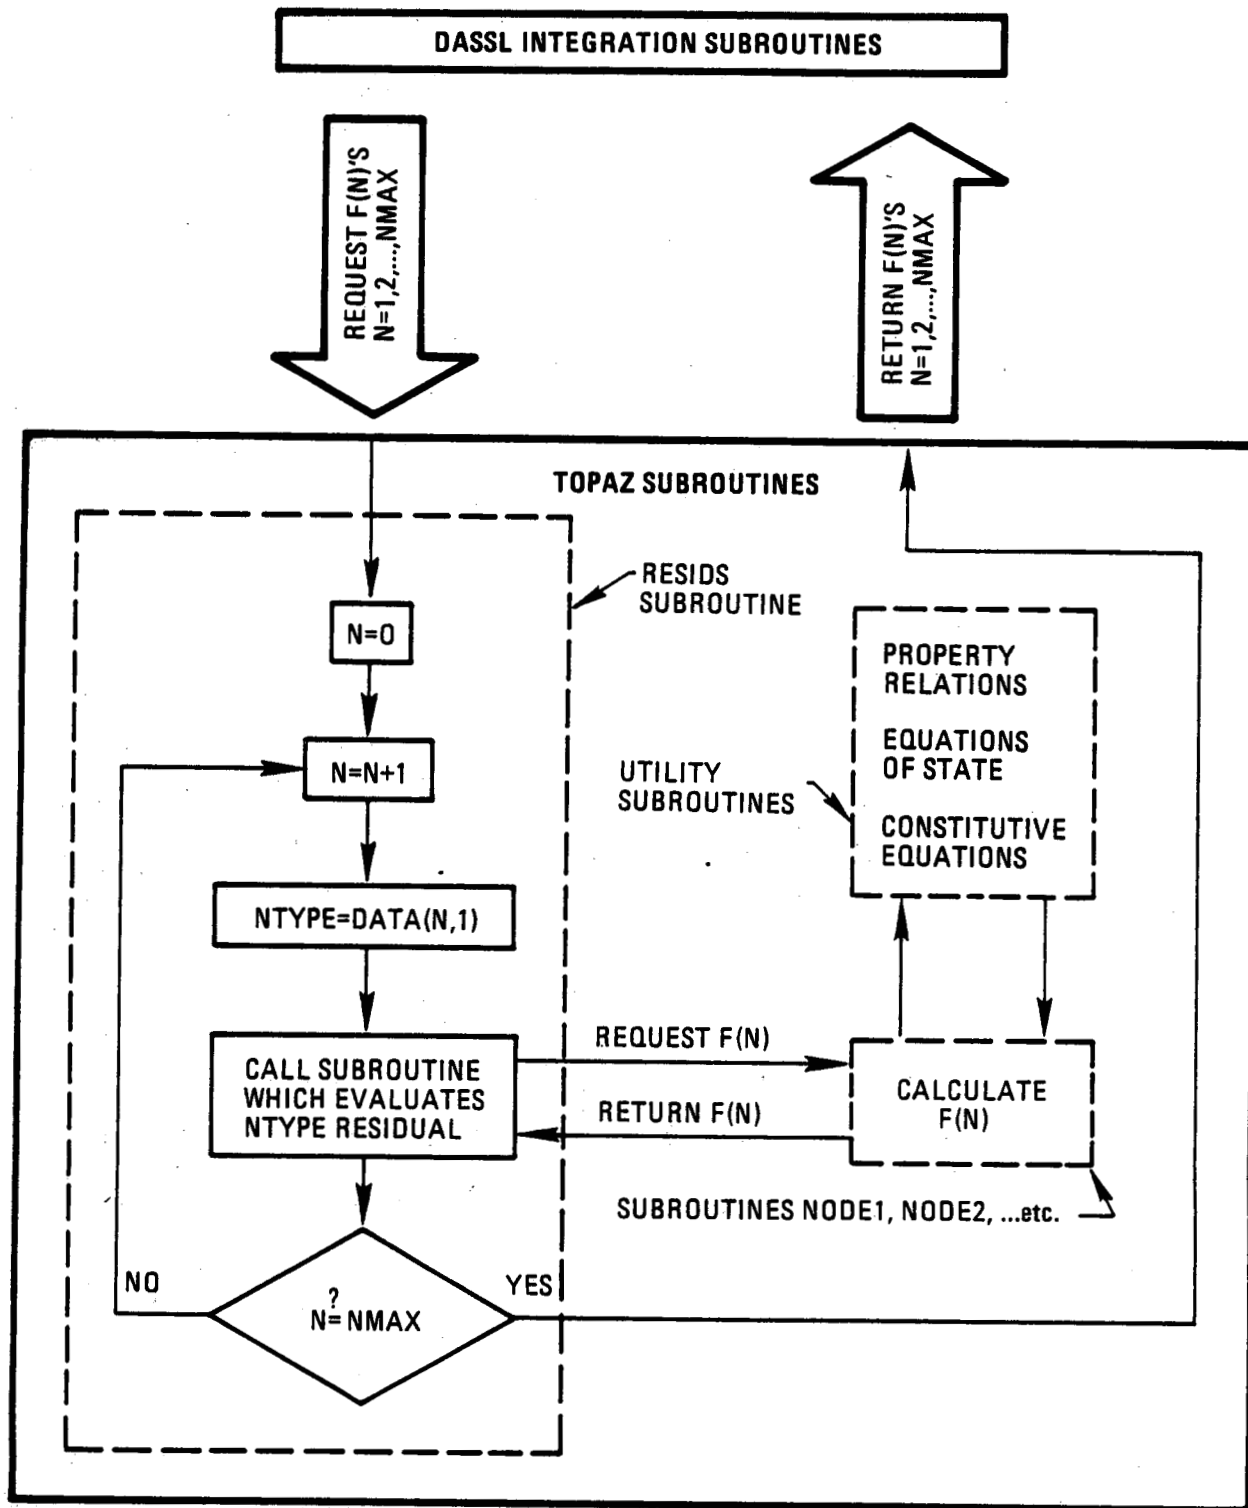 DASSL INTEGRATION SUBROUTINES
REQUEST F(N)'S
N=1,2,...,NMAX
RETURN F(N)'S
N=1,2,...,NMAX
TOPAZ SUBROUTINES
RESIDS
SUBROUTINE
N=0
N=N+1
NTYPE=DATA(N,1)
CALL SUBROUTINE
WHICH EVALUATES
NTYPE RESIDUAL
?
N= NMAX
NO
YES
REQUEST F(N)
RETURN F(N)
UTILITY
SUBROUTINES
PROPERTY
RELATIONS
EQUATIONS
OF STATE
CONSTITUTIVE
EQUATIONS
CALCULATE
F(N)
SUBROUTINES NODE1, NODE2, ...etc.